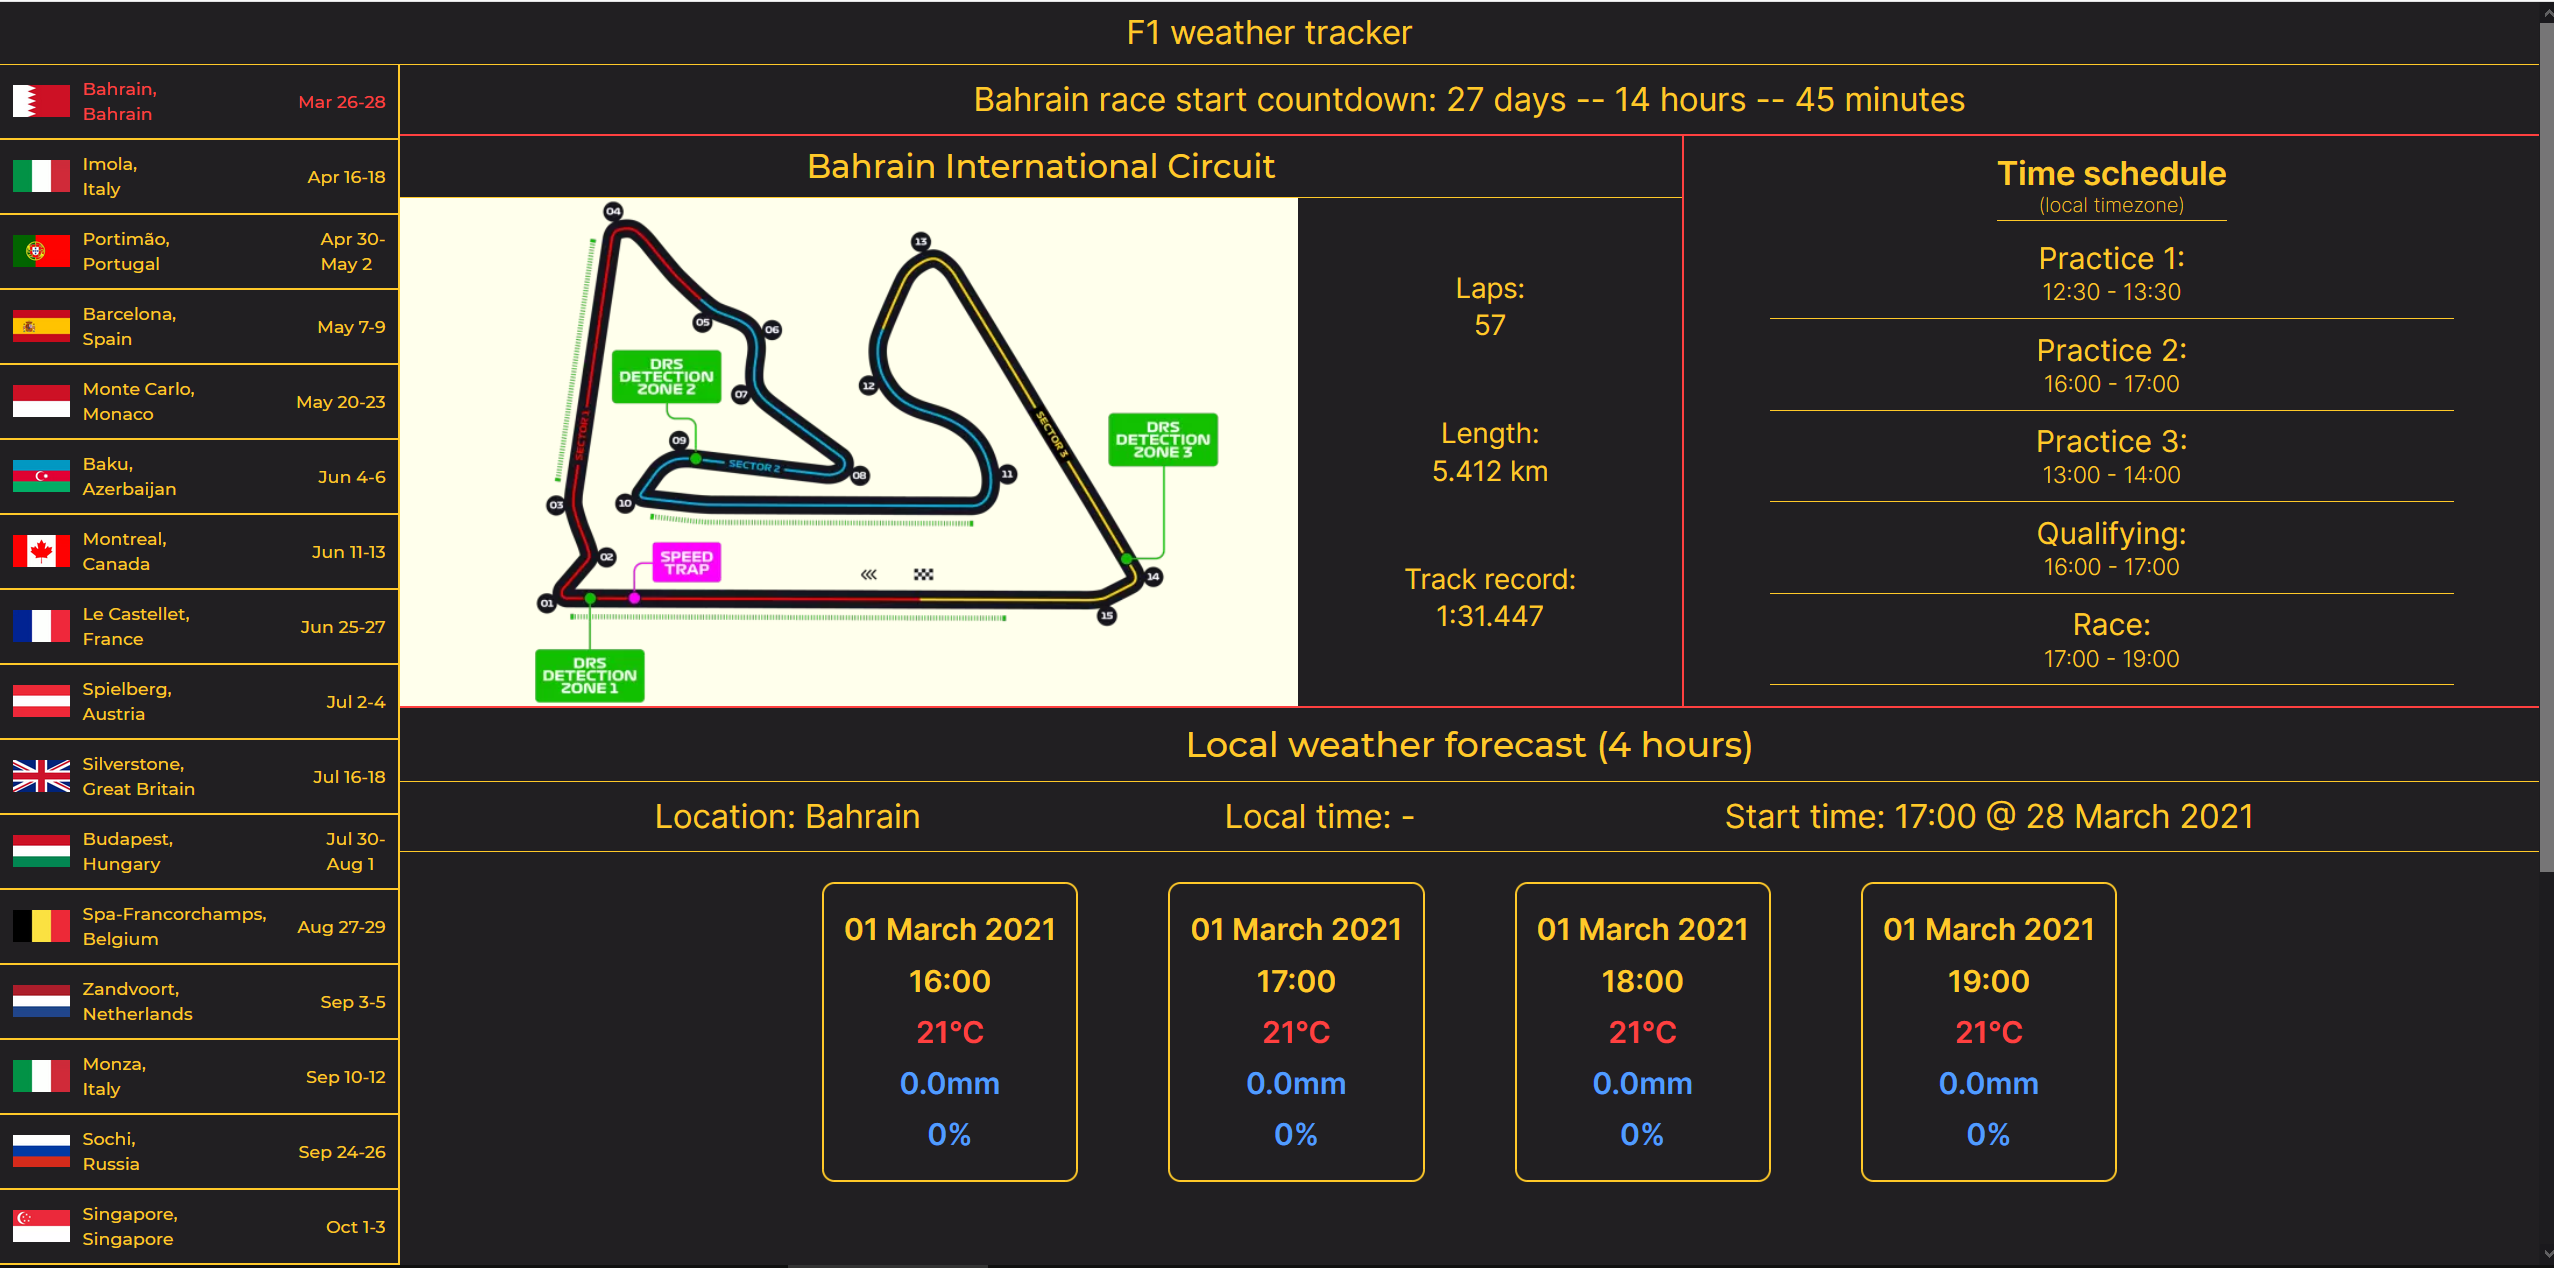 F1 weather tracker
Bahrain,
Bahrain
Mar 26-28
Imola,
Italy
Apr 16-18
Portimão,
Portugal
Apr 30-
May 2
Barcelona,
Spain
May 7-9
Monte Carlo,
Monaco
May 20-23
Baku,
Azerbaijan
Jun 4-6
Montreal,
Canada
Jun 11-13
Le Castellet,
France
Jun 25-27
Spielberg,
Austria
Jul 2-4
Silverstone,
Great Britain
Jul 16-18
Budapest,
Hungary
Jul 30-
Aug 1
Spa-Francorchamps,
Belgium
Aug 27-29
Zandvoort,
Netherlands
Sep 3-5
Monza,
Italy
Sep 10-12
Sochi,
Russia
Sep 24-26
Singapore,
Singapore
Oct 1-3
Bahrain race start countdown: 27 days -- 14 hours -- 45 minutes
Bahrain International Circuit
04
13
05
06
DRS
DETECTION
ZONE 2
12
07
SECTOR 1
SECTOR 3
DRS
DETECTION
ZONE 3
09
SECTOR 2
08
11
03
10
02
SPEED
TRAP
14
01
15
DRS
DETECTION
ZONE 1
Laps:
57
Length:
5.412 km
Track record:
1:31.447
Time schedule
(local timezone)
Practice 1:
12:30 - 13:30
Practice 2:
16:00 - 17:00
Practice 3:
13:00 - 14:00
Qualifying:
16:00 - 17:00
Race:
17:00 - 19:00
Local weather forecast (4 hours)
Location: Bahrain
Local time: -
Start time: 17:00 @ 28 March 2021
01 March 2021
16:00
21°C
0.0mm
0%
01 March 2021
17:00
21°C
0.0mm
0%
01 March 2021
18:00
21°C
0.0mm
0%
01 March 2021
19:00
21°C
0.0mm
0%